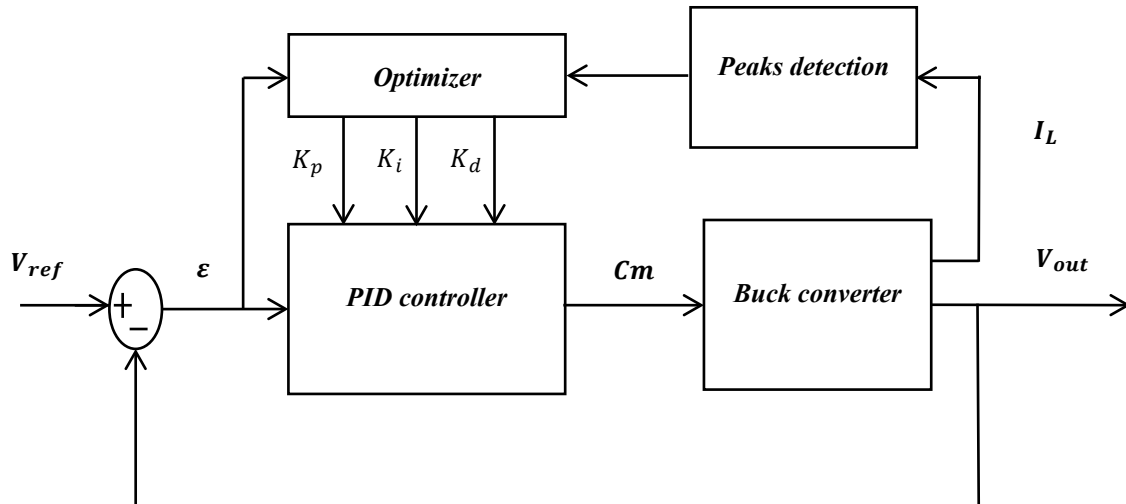 Optimizer
Peaks detection
I_L
K_p
K_i
K_d
V_ref
ε
PID controller
Cm
Buck converter
V_out
+
−